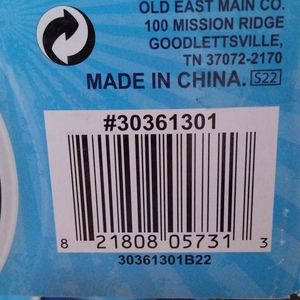 OLD EAST MAIN CO.
100 MISSION RIDGE
GOODLETTSVILLE,
TN 37072-2170
MADE IN CHINA. S22
#30361301
8 21808 05731 3
30361301B22